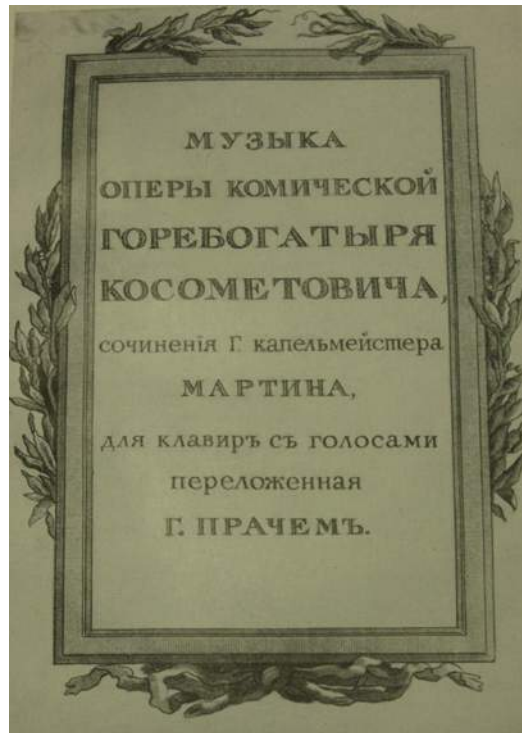 МУЗЫКА
ОПЕРЫ КОМИЧЕСКОЙ
ГОРЕБОГАТЫРЯ
КОСОМЕТОВИЧА,
сочиненія Г. капельмейстера
МАРТИНА,
для клавиръ съ голосами
переложенная
Г. ПРАЧЕМЪ.